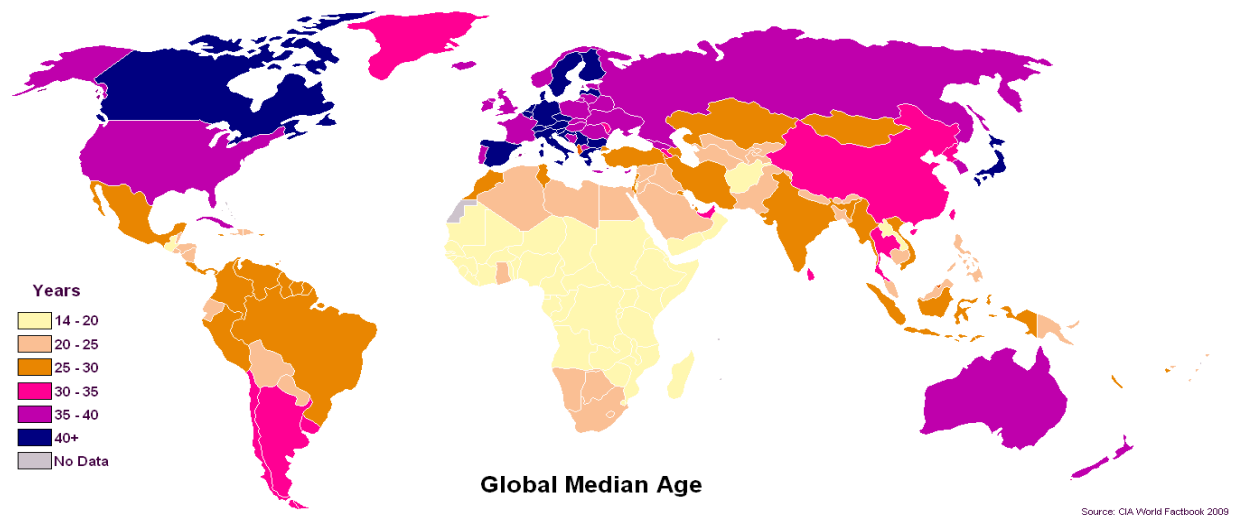 Years
14 - 20
20 - 25
25 - 30
30 - 35
35 - 40
40+
No Data
Global Median Age
Source: CIA World Factbook 2009